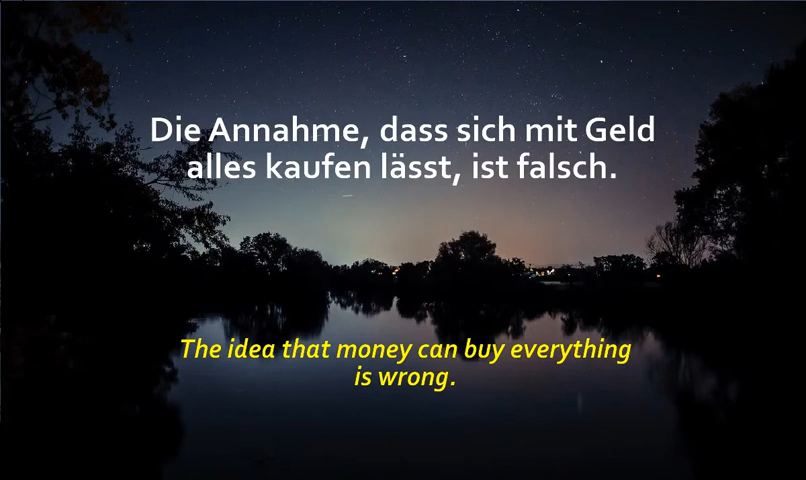 Die Annahme, dass sich mit Geld
alles kaufen lässt, ist falsch.
The idea that money can buy everything
is wrong.